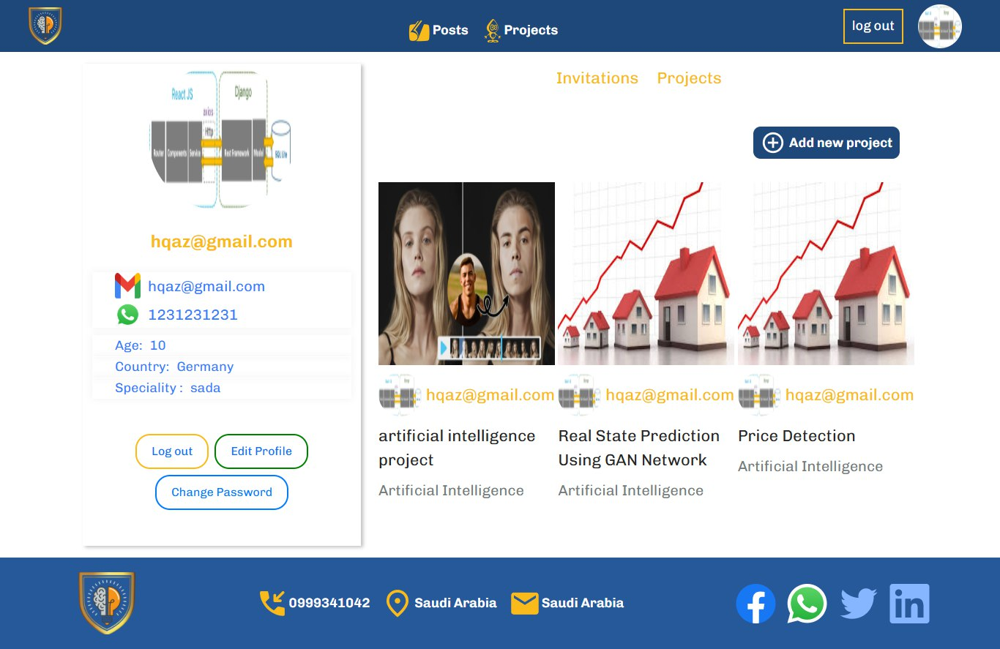 Posts
Projects
log out
React JS
Django
axios
Http
Router
Components
Service
Rest Framework
Model
SQL Lite
hqaz@gmail.com
hqaz@gmail.com
1231231231
Age: 10
Country: Germany
Speciality : sada
Log out
Edit Profile
Change Password
Invitations
Projects
Add new project
hqaz@gmail.com
artificial intelligence
project
Artificial Intelligence
hqaz@gmail.com
Real State Prediction
Using GAN Network
Artificial Intelligence
hqaz@gmail.com
Price Detection
Artificial Intelligence
0999341042
Saudi Arabia
Saudi Arabia